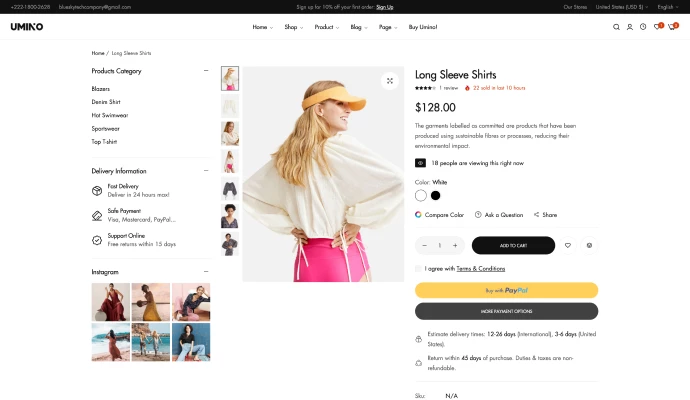 +222-1800-2628 blueskytechcompany@gmail.com Sign up for 10% off your first order: Sign Up Our Stores United States (USD $) English
UMINO Home Shop Product Blog Page Buy Umino!
Home / Long Sleeve Shirts
Products Category
Blazers
Denim Shirt
Hot Swimwear
Sportswear
Top T-shirt
Delivery Information
Fast Delivery
Deliver in 24 hours max!
Safe Payment
Visa, Mastercard, PayPal...
Support Online
Free returns within 15 days
Instagram
Long Sleeve Shirts
1 review 22 sold in last 10 hours
$128.00
The garments labelled as committed are products that have been
produced using sustainable fibres or processes, reducing their
environmental impact.
18 people are viewing this right now
Color: White
Compare Color Ask a Question Share
− 1 + ADD TO CART
I agree with Terms & Conditions
Buy with PayPal
MORE PAYMENT OPTIONS
Estimate delivery times: 12-26 days (International), 3-6 days (United
States).
Return within 45 days of purchase. Duties & taxes are non-
refundable.
Sku: N/A